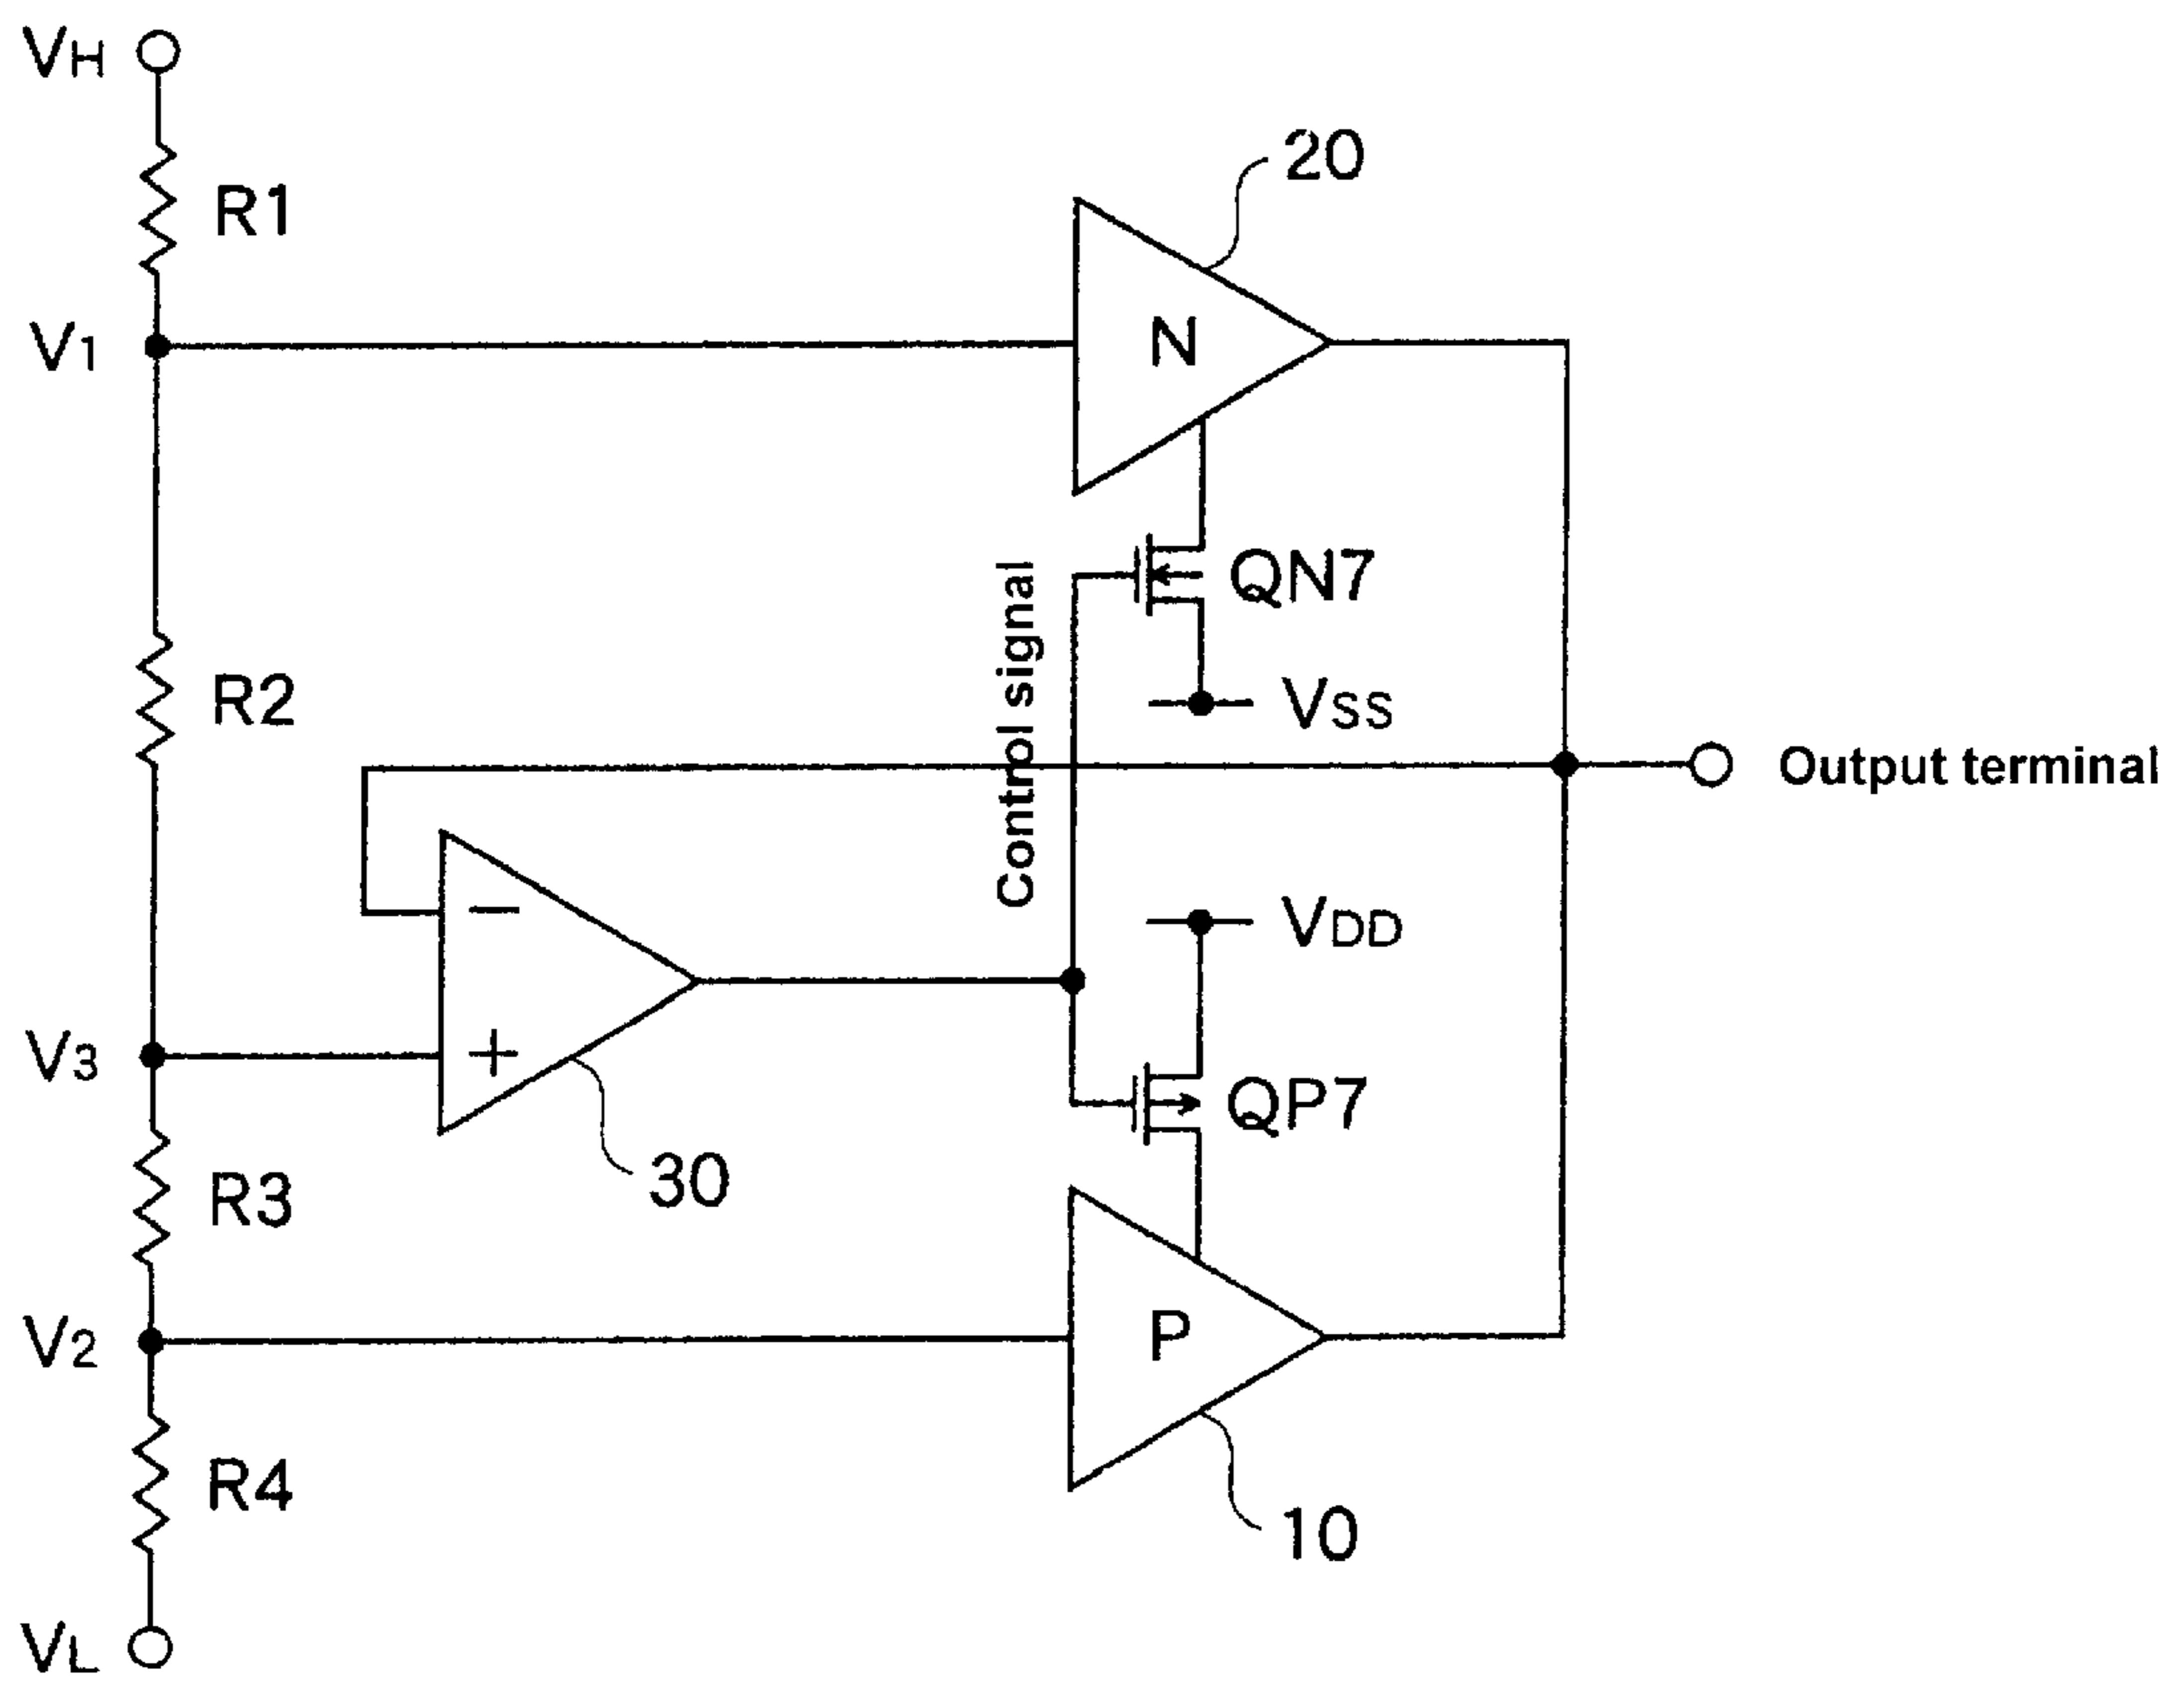 VH
20
R1
N
V1
QN7
Control signal
R2
VSS
Output terminal
−
VDD
V3
+
QP7
30
R3
P
V2
R4
10
VL